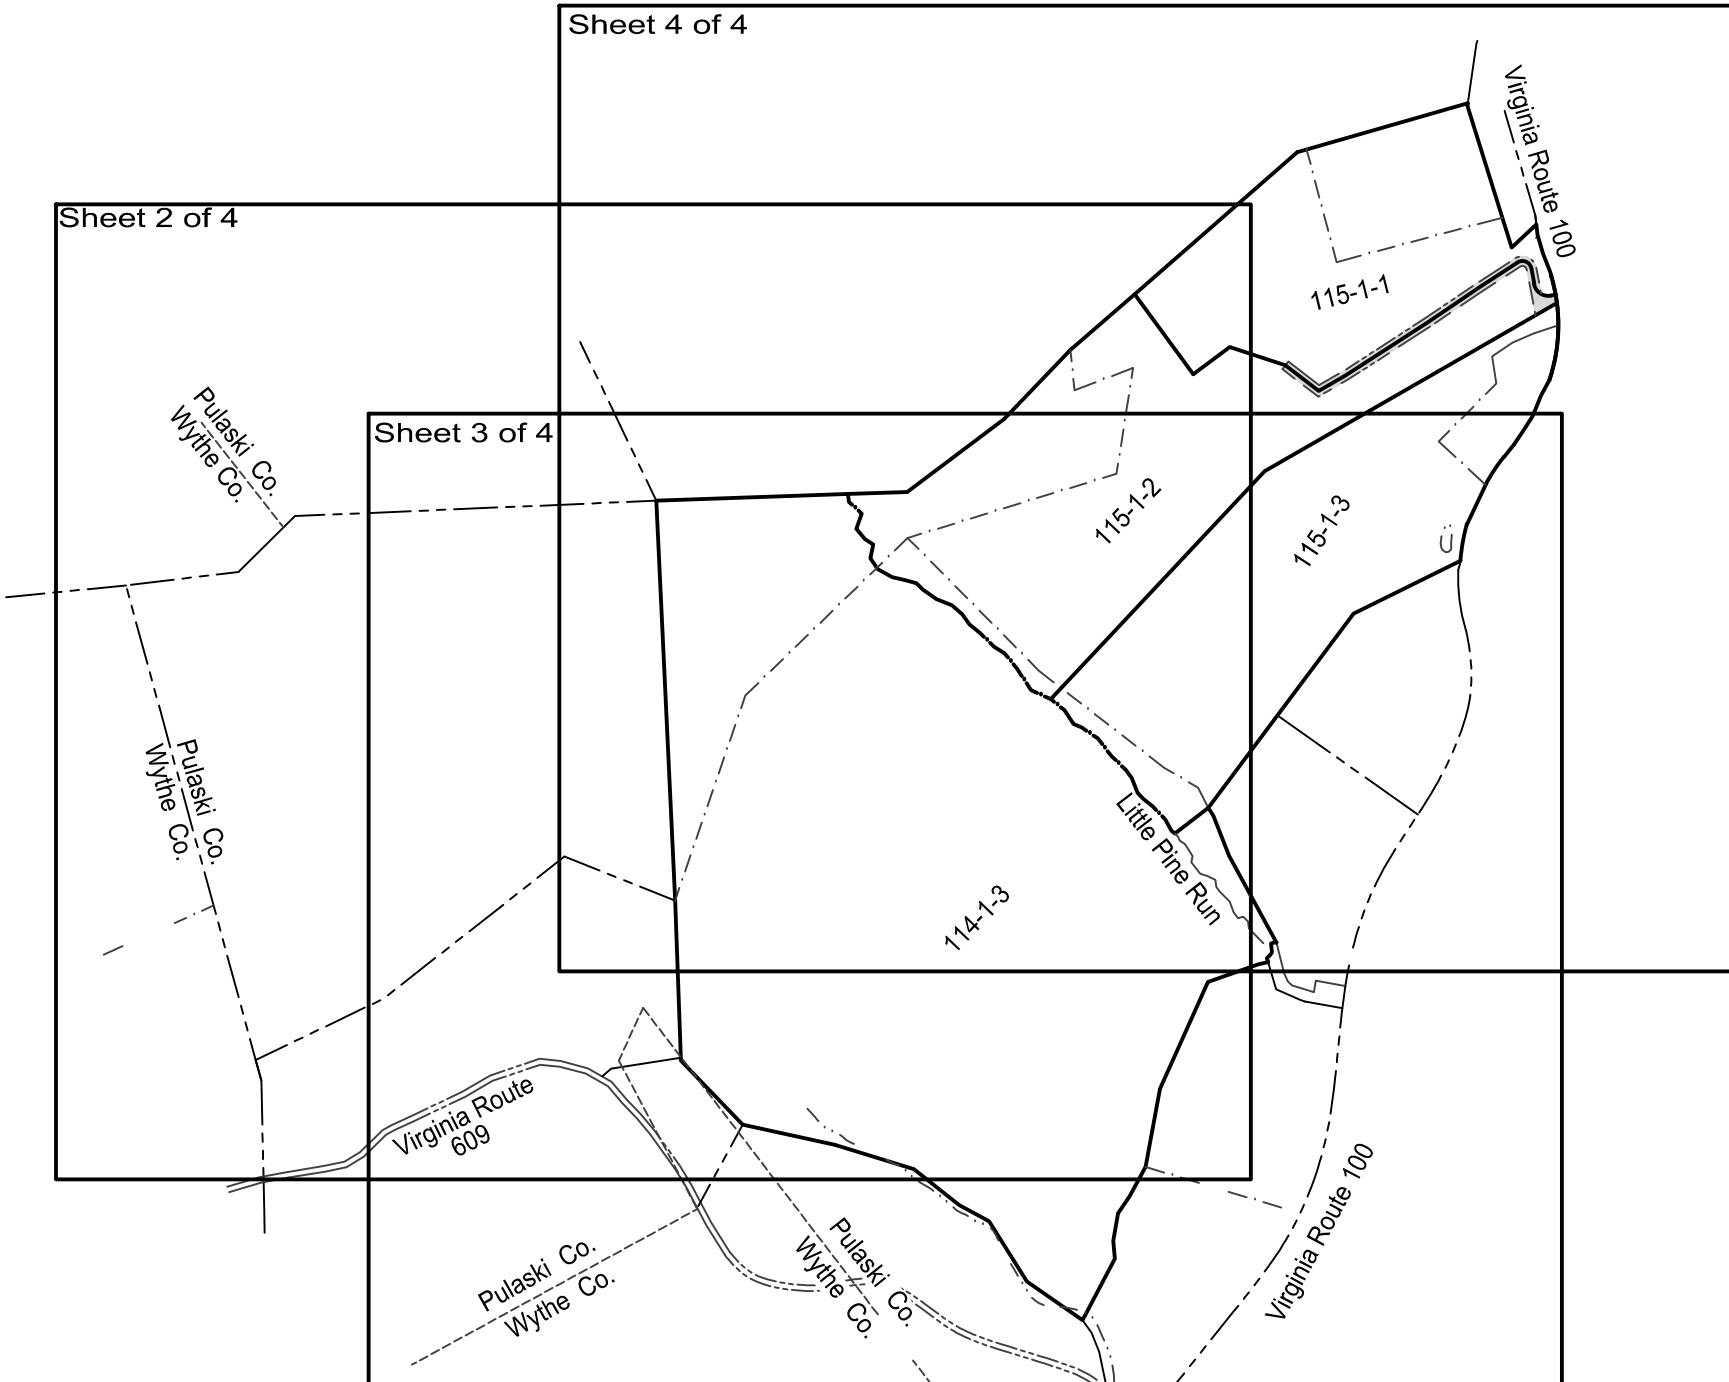 Sheet 4 of 4
Virginia Route 100
Sheet 2 of 4
115-1-1
Pulaski Co.
Wythe Co.
Sheet 3 of 4
115-1-2
115-1-3
Pulaski Co.
Wythe Co.
Little Pine Run
114-1-3
Virginia Route
609
Virginia Route 100
Pulaski Co.
Wythe Co.
Pulaski Co.
Wythe Co.